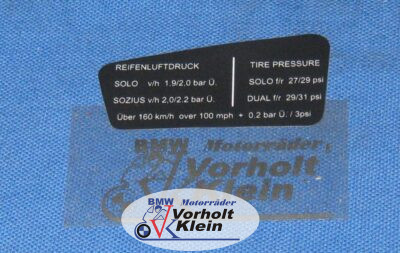 REIFENLUFTDRUCK
SOLO v/h 1.9/2.0 bar Ü.
SOZIUS v/h 2,0/2.2 bar Ü.
TIRE PRESSURE
SOLO f/r 27/29 psi
DUAL f/r 29/31 psi
Über 160 km/h over 100 mph + 0.2 bar Ü. / 3psi
BMW Motorräder
Vorholt
Klein
BMW Motorräder
Vorholt
Klein